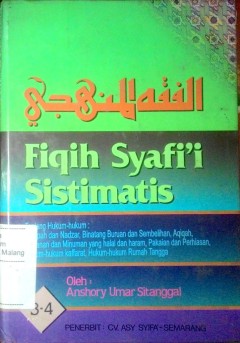 الفقه المنهجي
Fiqih Syafi'i
Sistimatis
Hukum-hukum :
dan Nadzar, Binatang Buruan dan Sembelihan, Aqiqah,
dan Minuman yang halal dan haram, Pakaian dan Perhiasan,
kaffarat, Hukum-hukum Rumah Tangga
Oleh :
Anshory Umar Sitanggal
3-4
PENERBIT : CV. ASY SYIFA' - SEMARANG
Malang